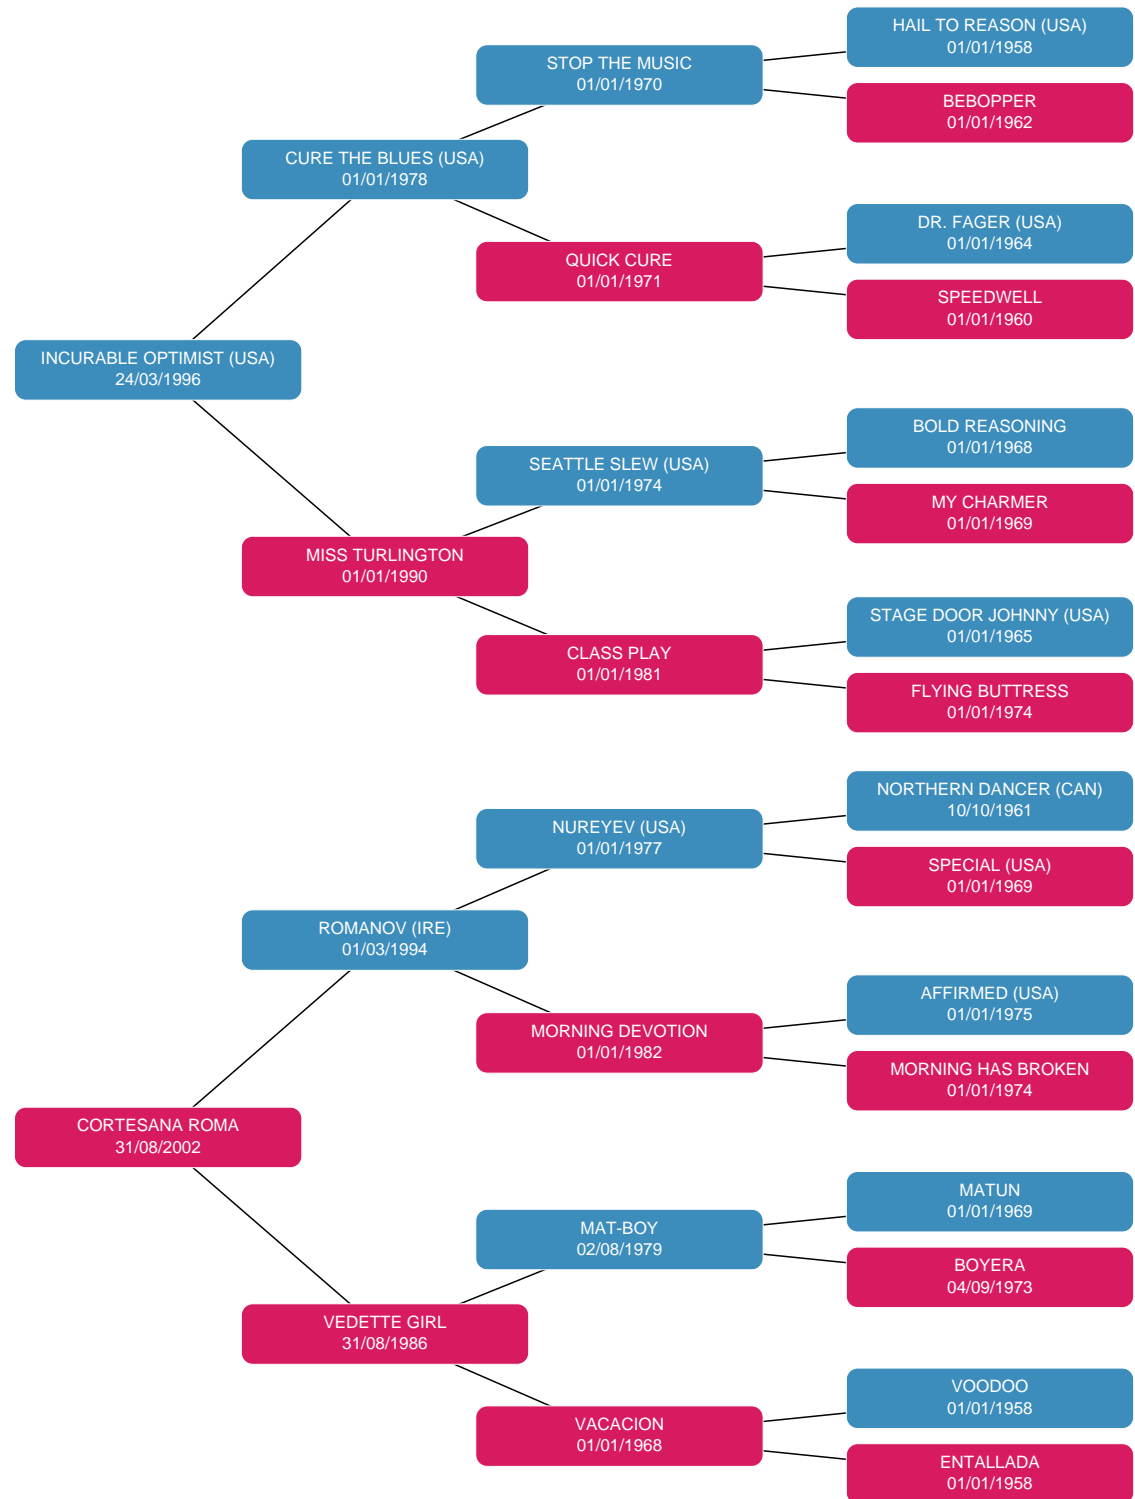 HAIL TO REASON (USA)
01/01/1958
STOP THE MUSIC
01/01/1970
BEBOPPER
01/01/1962
CURE THE BLUES (USA)
01/01/1978
DR. FAGER (USA)
01/01/1964
QUICK CURE
01/01/1971
SPEEDWELL
01/01/1960
INCURABLE OPTIMIST (USA)
24/03/1996
BOLD REASONING
01/01/1968
SEATTLE SLEW (USA)
01/01/1974
MY CHARMER
01/01/1969
MISS TURLINGTON
01/01/1990
STAGE DOOR JOHNNY (USA)
01/01/1965
CLASS PLAY
01/01/1981
FLYING BUTTRESS
01/01/1974
NORTHERN DANCER (CAN)
10/10/1961
NUREYEV (USA)
01/01/1977
SPECIAL (USA)
01/01/1969
ROMANOV (IRE)
01/03/1994
AFFIRMED (USA)
01/01/1975
MORNING DEVOTION
01/01/1982
MORNING HAS BROKEN
01/01/1974
CORTESANA ROMA
31/08/2002
MATUN
01/01/1969
MAT-BOY
02/08/1979
BOYERA
04/09/1973
VEDETTE GIRL
31/08/1986
VOODOO
01/01/1958
VACACION
01/01/1968
ENTALLADA
01/01/1958